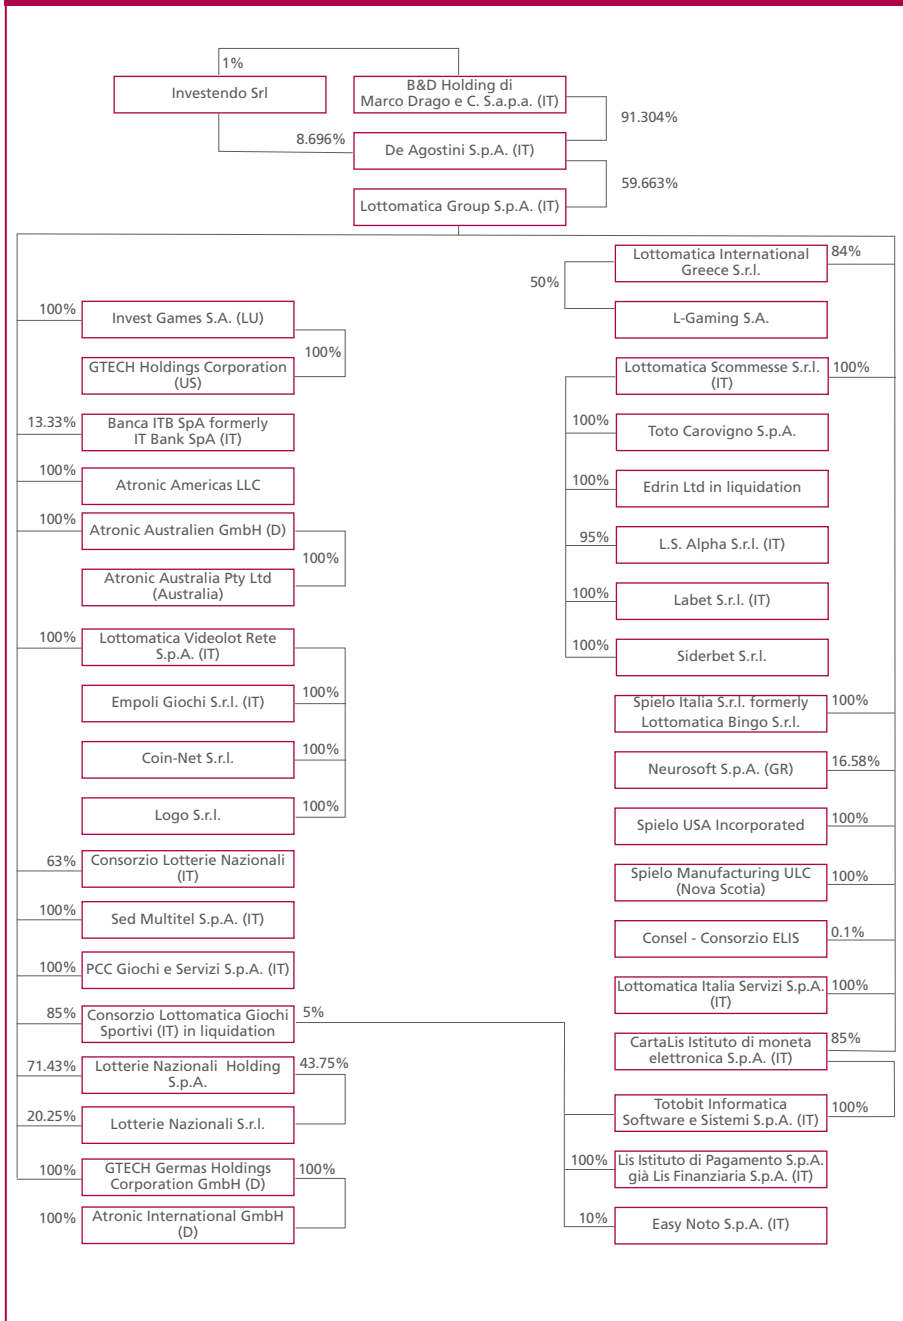 1%
Investendo Srl
B&D Holding di
Marco Drago e C. S.a.p.a. (IT)
91.304%
8.696%
De Agostini S.p.A. (IT)
59.663%
Lottomatica Group S.p.A. (IT)
100%
Invest Games S.A. (LU)
100%
GTECH Holdings Corporation
(US)
13.33%
Banca ITB SpA formerly
IT Bank SpA (IT)
100%
Atronic Americas LLC
100%
Atronic Australien GmbH (D)
100%
Atronic Australia Pty Ltd
(Australia)
100%
Lottomatica Videolot Rete
S.p.A. (IT)
Empoli Giochi S.r.l. (IT)
100%
Coin-Net S.r.l.
100%
Logo S.r.l.
100%
63%
Consorzio Lotterie Nazionali
(IT)
100%
Sed Multitel S.p.A. (IT)
100%
PCC Giochi e Servizi S.p.A. (IT)
85%
Consorzio Lottomatica Giochi
Sportivi (IT) in liquidation
5%
71.43%
Lotterie Nazionali Holding
S.p.A.
43.75%
20.25%
Lotterie Nazionali S.r.l.
100%
GTECH Germas Holdings
Corporation GmbH (D)
100%
100%
Atronic International GmbH
(D)
Lottomatica International
Greece S.r.l.
84%
50%
L-Gaming S.A.
Lottomatica Scommesse S.r.l.
(IT)
100%
100%
Toto Carovigno S.p.A.
100%
Edrin Ltd in liquidation
95%
L.S. Alpha S.r.l. (IT)
100%
Labet S.r.l. (IT)
100%
Siderbet S.r.l.
Spielo Italia S.r.l. formerly
Lottomatica Bingo S.r.l.
100%
Neurosoft S.p.A. (GR)
16.58%
Spielo USA Incorporated
100%
Spielo Manufacturing ULC
(Nova Scotia)
100%
Consel - Consorzio ELIS
0.1%
Lottomatica Italia Servizi S.p.A.
(IT)
100%
CartaLis Istituto di moneta
elettronica S.p.A. (IT)
85%
Totobit Informatica
Software e Sistemi S.p.A. (IT)
100%
100%
Lis Istituto di Pagamento S.p.A.
già Lis Finanziaria S.p.A. (IT)
10%
Easy Noto S.p.A. (IT)